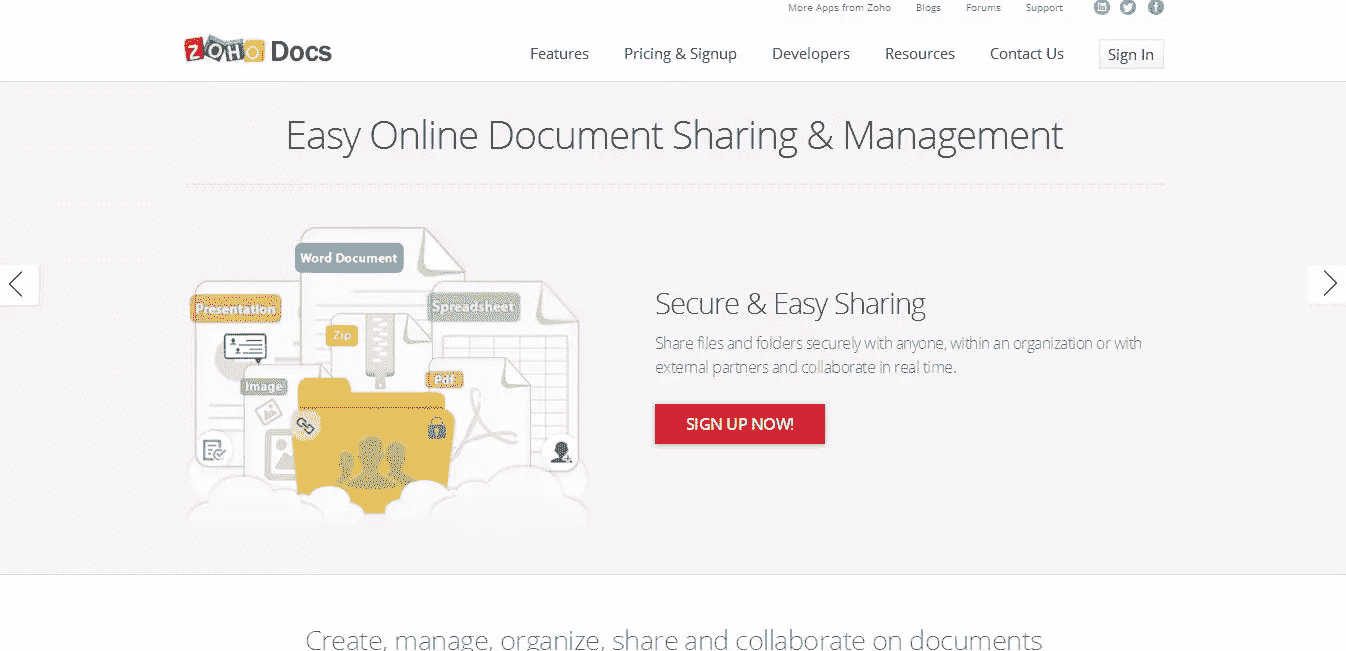 More Apps from Zoho Blogs Forums Support in
ZOHO Docs Features Pricing & Signup Developers Resources Contact Us Sign In
Easy Online Document Sharing & Management
Word Document
Presentation
Spreadsheet
Zip
Image
Pdf
Secure & Easy Sharing
Share files and folders securely with anyone, within an organization or with
external partners and collaborate in real time.
SIGN UP NOW!
Create, manage, organize, share and collaborate on documents